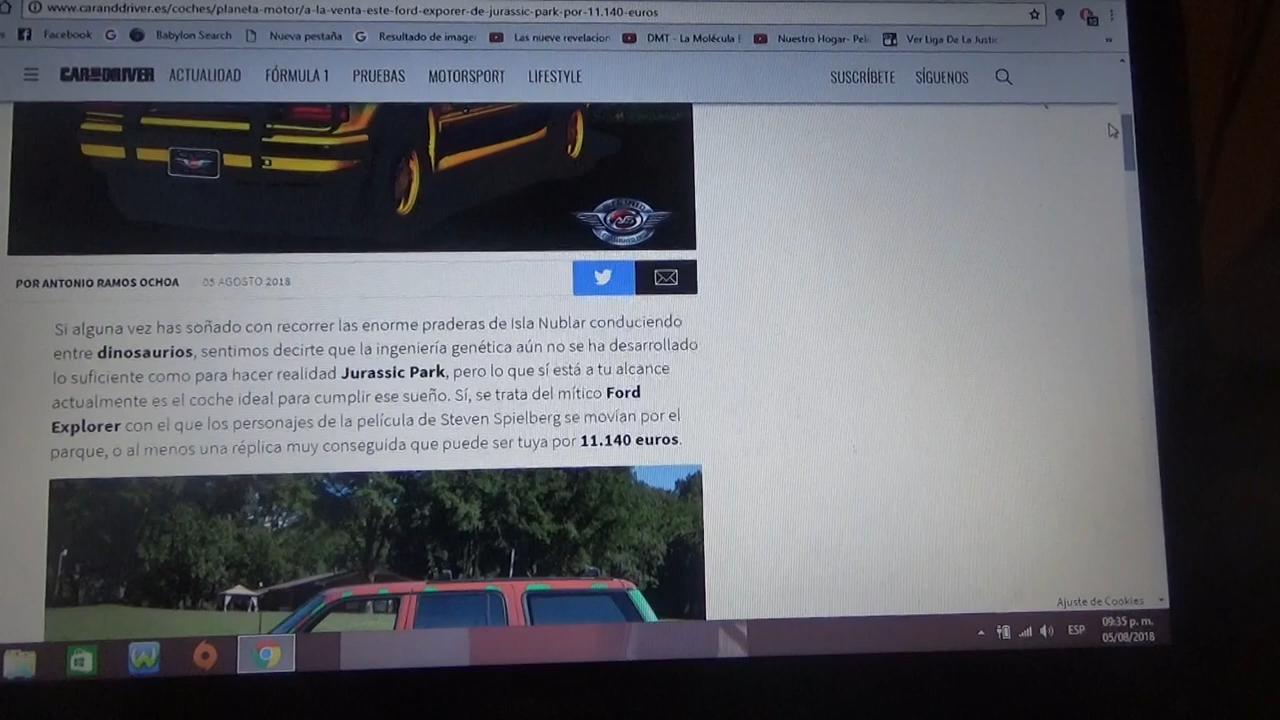 www.caranddriver.es/coches/planeta-motor/a-la-venta-este-ford-exporer-de-jurassic-park-por-11.140-euros
Facebook Babylon Search Nueva pestaña Resultado de image Las nueve revelacion DMT - La Molécula Nuestro Hogar- Pel Ver Liga De La Justic
CAR AND DRIVER ACTUALIDAD FÓRMULA 1 PRUEBAS MOTORSPORT LIFESTYLE SUSCRÍBETE SÍGUENOS
POR ANTONIO RAMOS OCHOA 05 AGOSTO 2018
Si alguna vez has soñado con recorrer las enorme praderas de Isla Nublar conduciendo
entre dinosaurios, sentimos decirte que la ingeniería genética aún no se ha desarrollado
lo suficiente como para hacer realidad Jurassic Park, pero lo que sí está a tu alcance
actualmente es el coche ideal para cumplir ese sueño. Sí, se trata del mítico Ford
Explorer con el que los personajes de la película de Steven Spielberg se movían por el
parque, o al menos una réplica muy conseguida que puede ser tuya por 11.140 euros.
Ajuste de Cookies
ESP
09:35 p. m.
05/08/2018